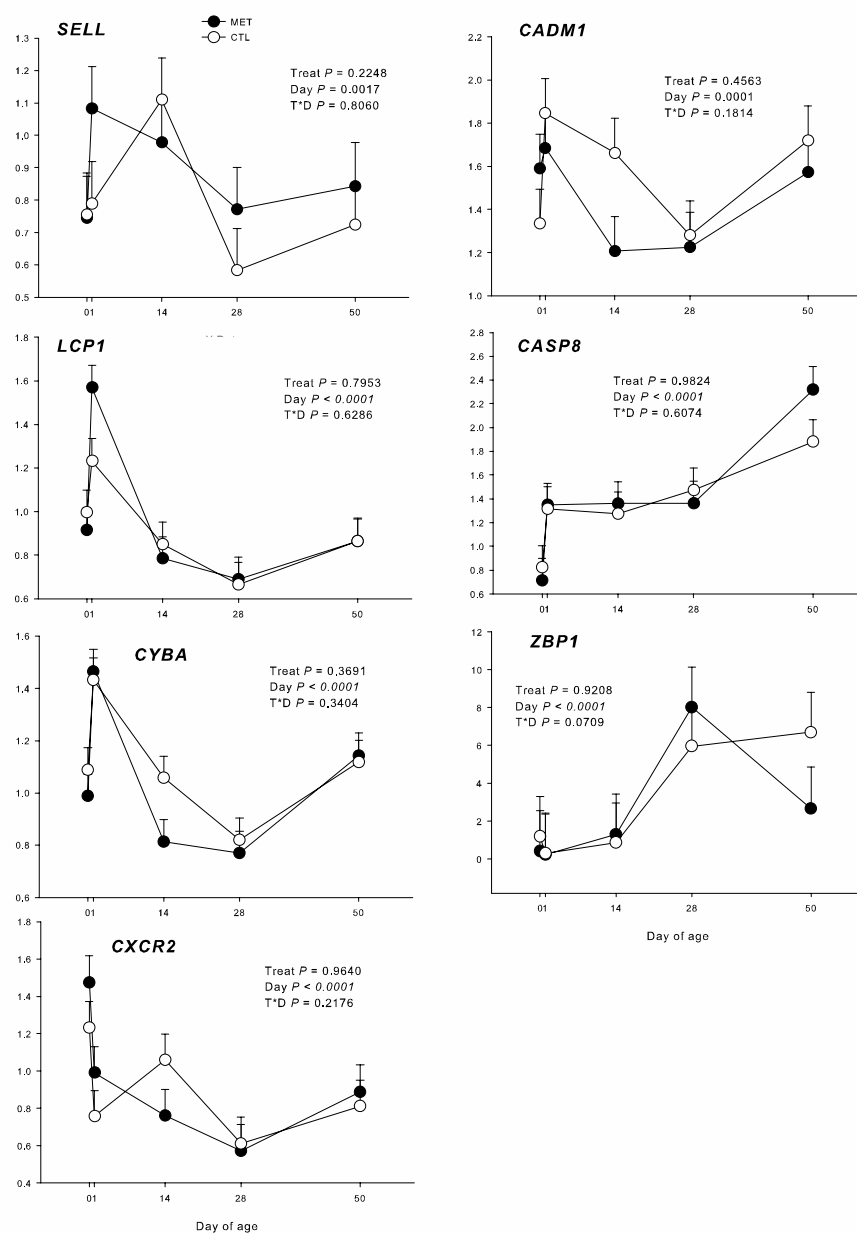 SELL
MET
CTL
Treat P = 0.2248
Day P = 0.0017
T*D P = 0.8060
1.3
1.2
1.1
1.0
0.9
0.8
0.7
0.6
0.5
01
14
28
50
CADM1
Treat P = 0.4563
Day P = 0.0001
T*D P = 0.1814
2.2
2.0
1.8
1.6
1.4
1.2
1.0
01
14
28
50
LCP1
Treat P = 0.7953
Day P < 0.0001
T*D P = 0.6286
1.8
1.6
1.4
1.2
1.0
0.8
0.6
01
14
28
50
CASP8
Treat P = 0.9824
Day P < 0.0001
T*D P = 0.6074
2.8
2.6
2.4
2.2
2.0
1.8
1.6
1.4
1.2
1.0
0.8
0.6
01
14
28
50
CYBA
Treat P = 0,3691
Day P < 0.0001
T*D P = 0.3404
1.6
1.4
1.2
1.0
0.8
0.6
01
14
28
50
ZBP1
Treat P = 0.9208
Day P < 0.0001
T*D P = 0.0709
12
10
8
6
4
2
0
01
14
28
50
Day of age
CXCR2
Treat P = 0.9640
Day P < 0.0001
T*D P = 0.2176
1.8
1.6
1.4
1.2
1.0
0.8
0.6
0.4
01
14
28
50
Day of age